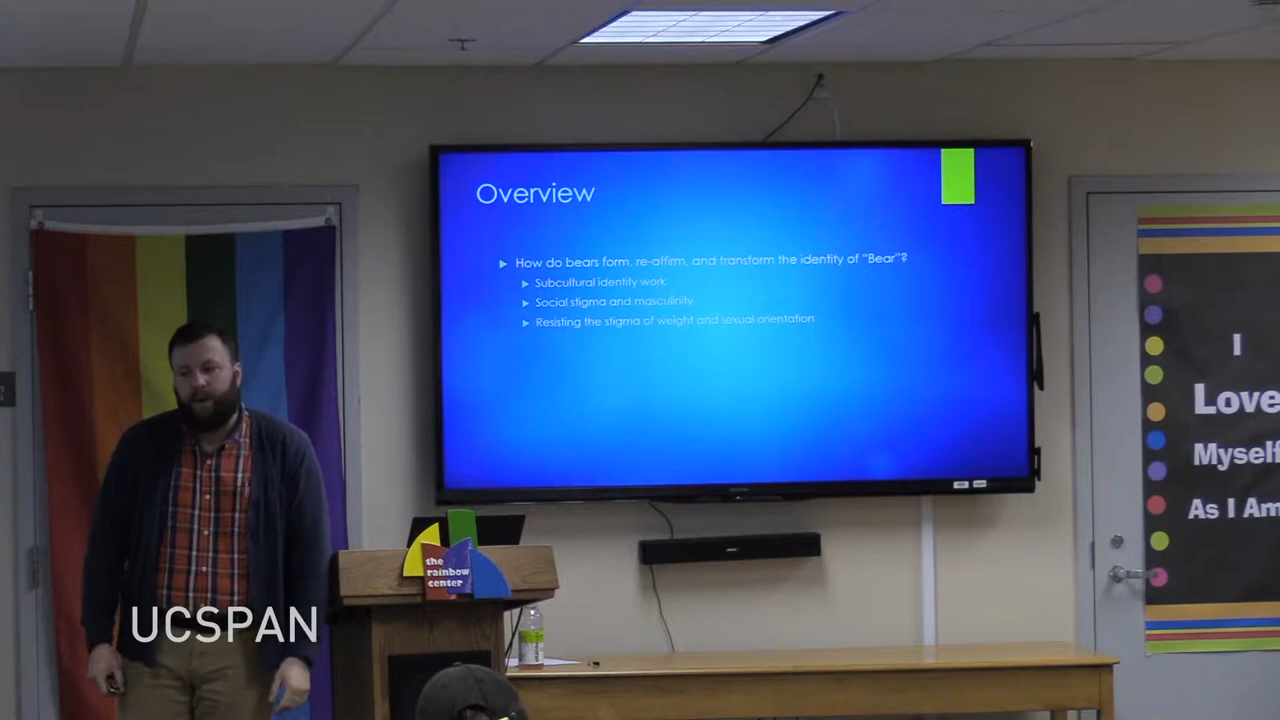 Overview
How do bears form, re-affirm, and transform the identity of “Bear”?
Subcultural identity work
Social stigma and masculinity
Resisting the stigma of weight and sexual orientation
I
Love
Myself
As I Am
the
rainbow
center
UCSPAN